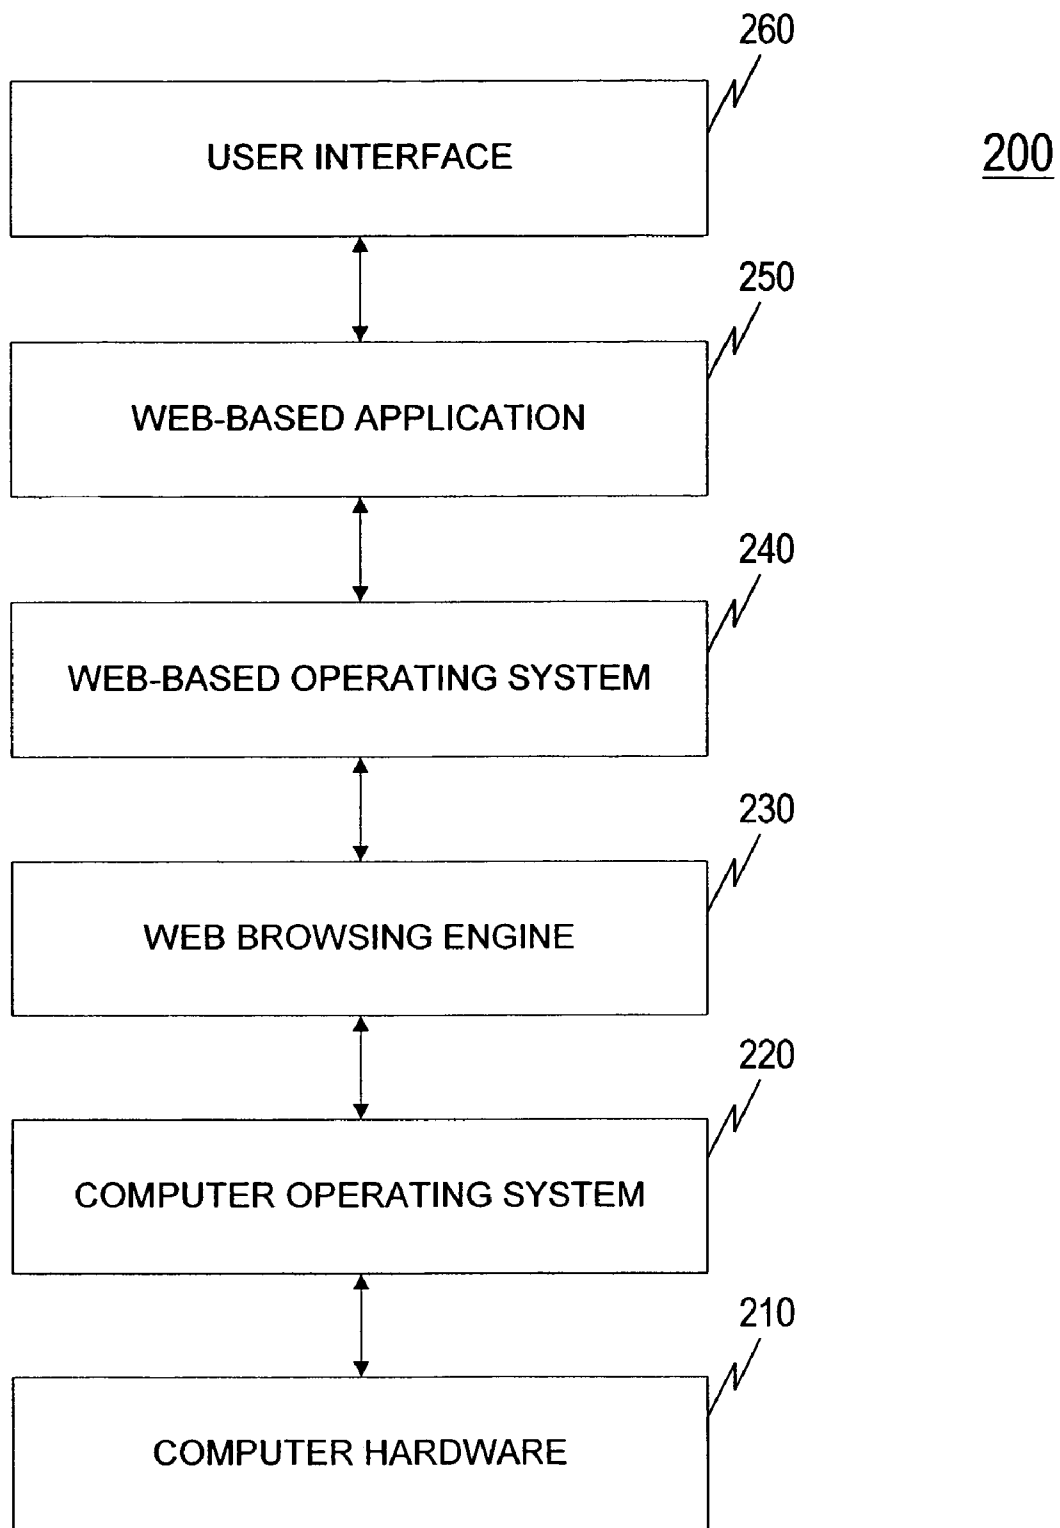 260
USER INTERFACE
200
250
WEB-BASED APPLICATION
240
WEB-BASED OPERATING SYSTEM
230
WEB BROWSING ENGINE
220
COMPUTER OPERATING SYSTEM
210
COMPUTER HARDWARE